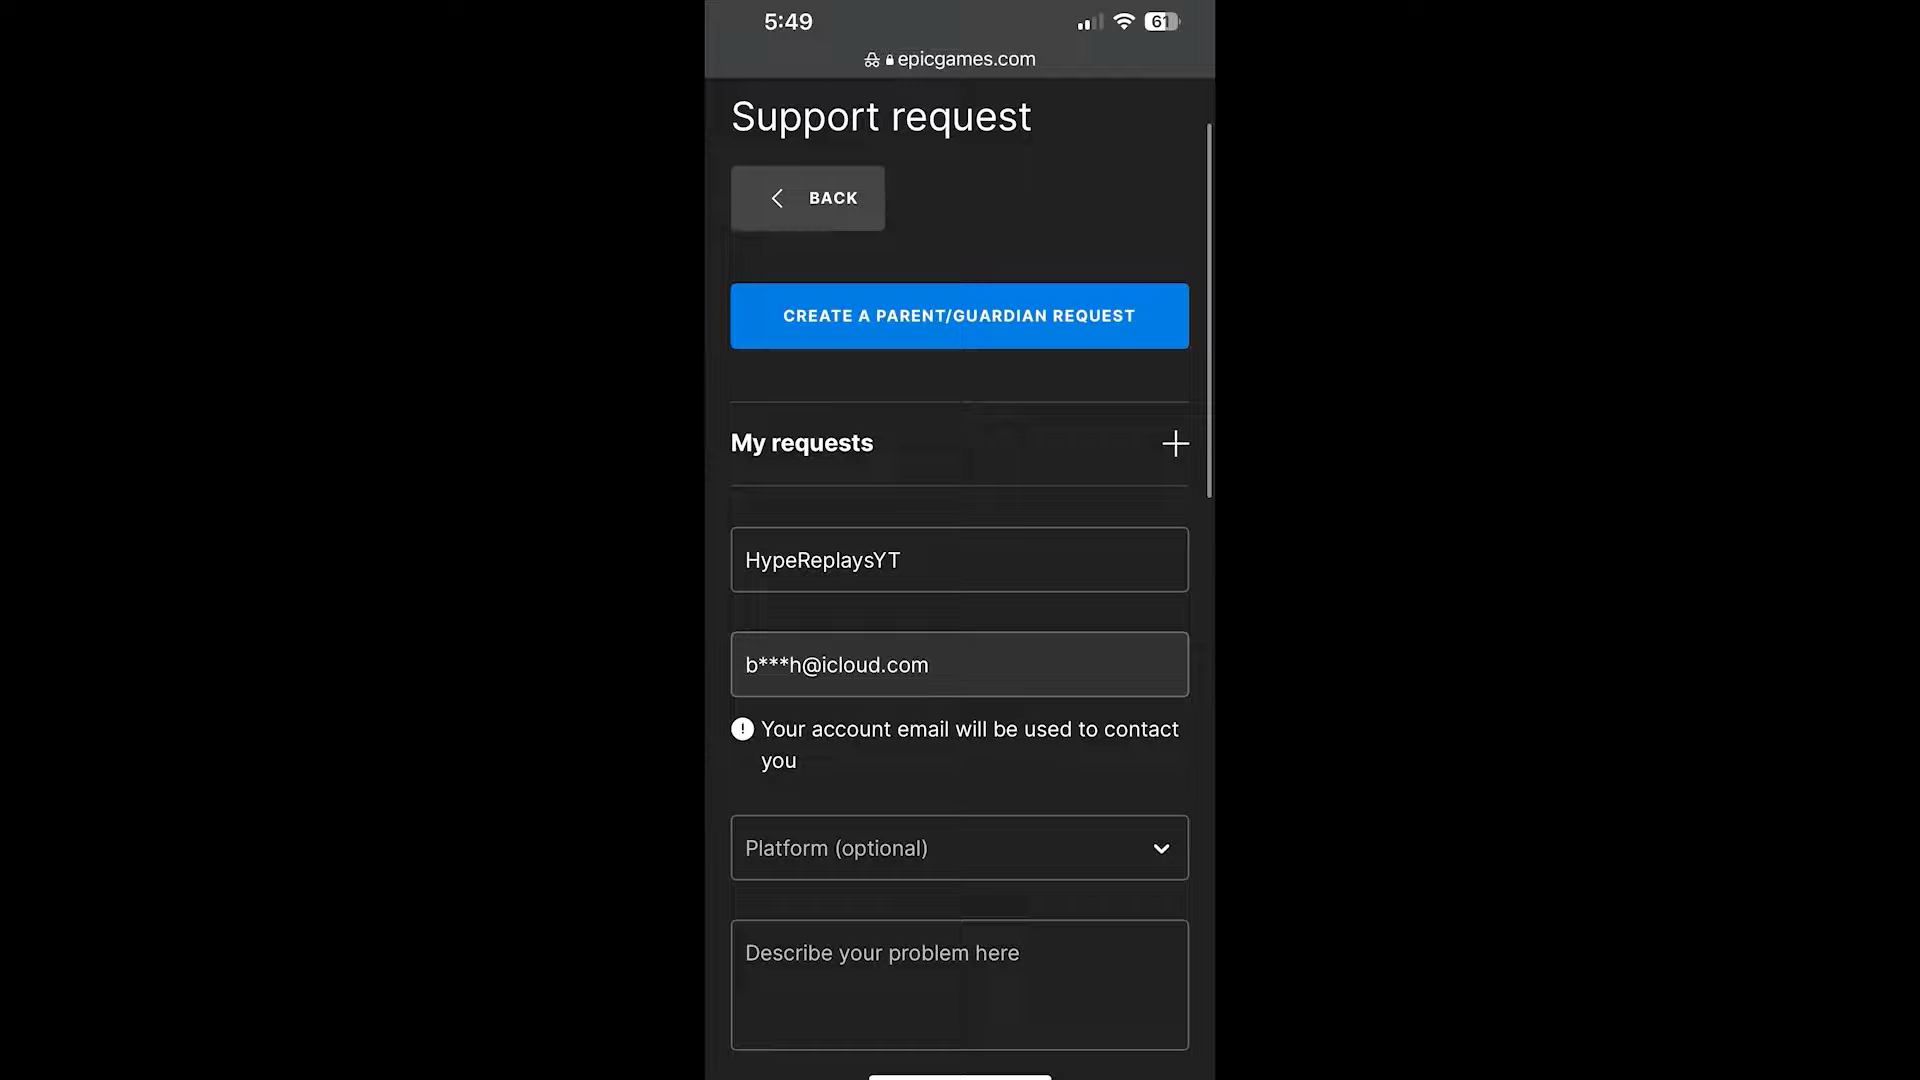 5:49
61
epicgames.com
Support request
BACK
CREATE A PARENT/GUARDIAN REQUEST
My requests
HypeReplaysYT
b***h@icloud.com
Your account email will be used to contact
you
Platform (optional)
Describe your problem here